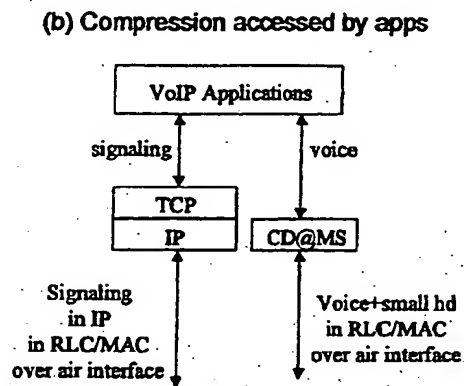 (b) Compression accessed by apps
VoIP Applications
signaling
voice
TCP
IP
CD@MS
Signaling
in IP
in RLC/MAC
over air interface
Voice+small hd
in RLC/MAC
over air interface